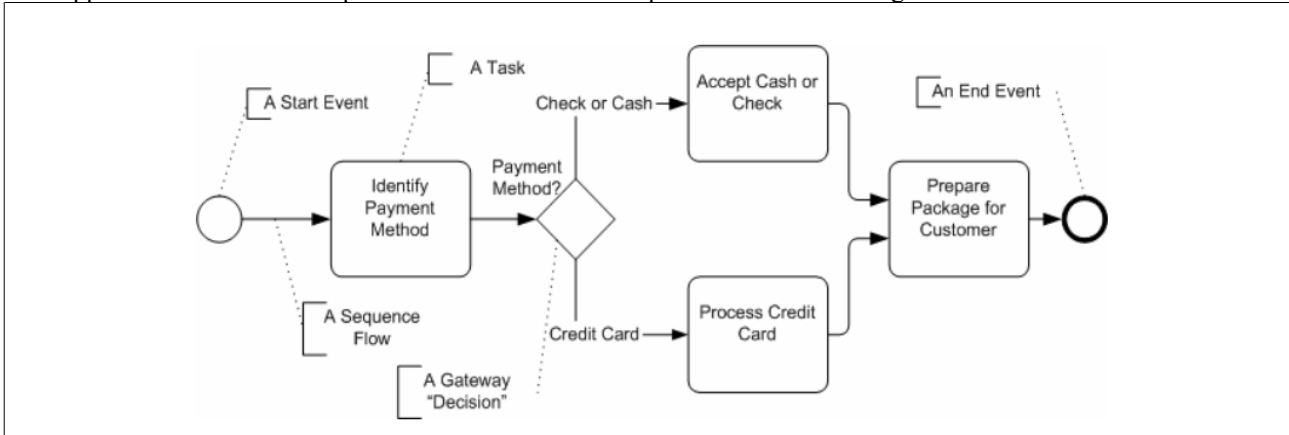 A Start Event
A Task
Identify
Payment
Method
A Sequence
Flow
Payment
Method?
A Gateway
“Decision”
Check or Cash
Accept Cash or
Check
Credit Card
Process Credit
Card
Prepare
Package for
Customer
An End Event